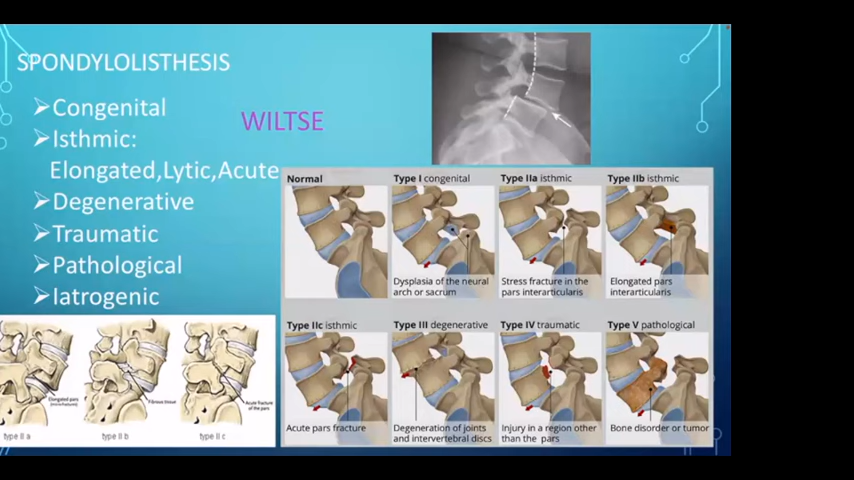 SPONDYLOLISTHESIS
Congenital
WILTSE
Isthmic:
Elongated,Lytic,Acute
Degenerative
Traumatic
Pathological
Iatrogenic
Normal
Type I congenital
Dysplasia of the neural
arch or sacrum
Type IIa isthmic
Stress fracture in the
pars interarticularis
Type IIb isthmic
Elongated pars
interarticularis
Type IIc isthmic
Acute pars fracture
Type III degenerative
Degeneration of joints
and intervertebral discs
Type IV traumatic
Injury in a region other
than the pars
Type V pathological
Bone disorder or tumor
Elongated pars
Fibrous tissue
Acute fracture
of the pars
type II a
type II b
type II c